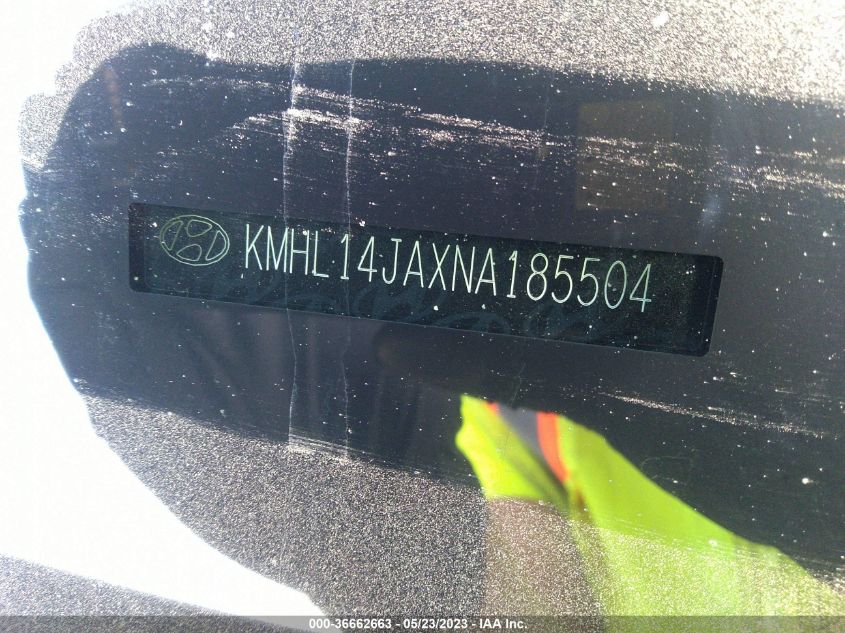 KMHL14JAXNA185504
000-36662663 – 05/23/2023 – IAA Inc.